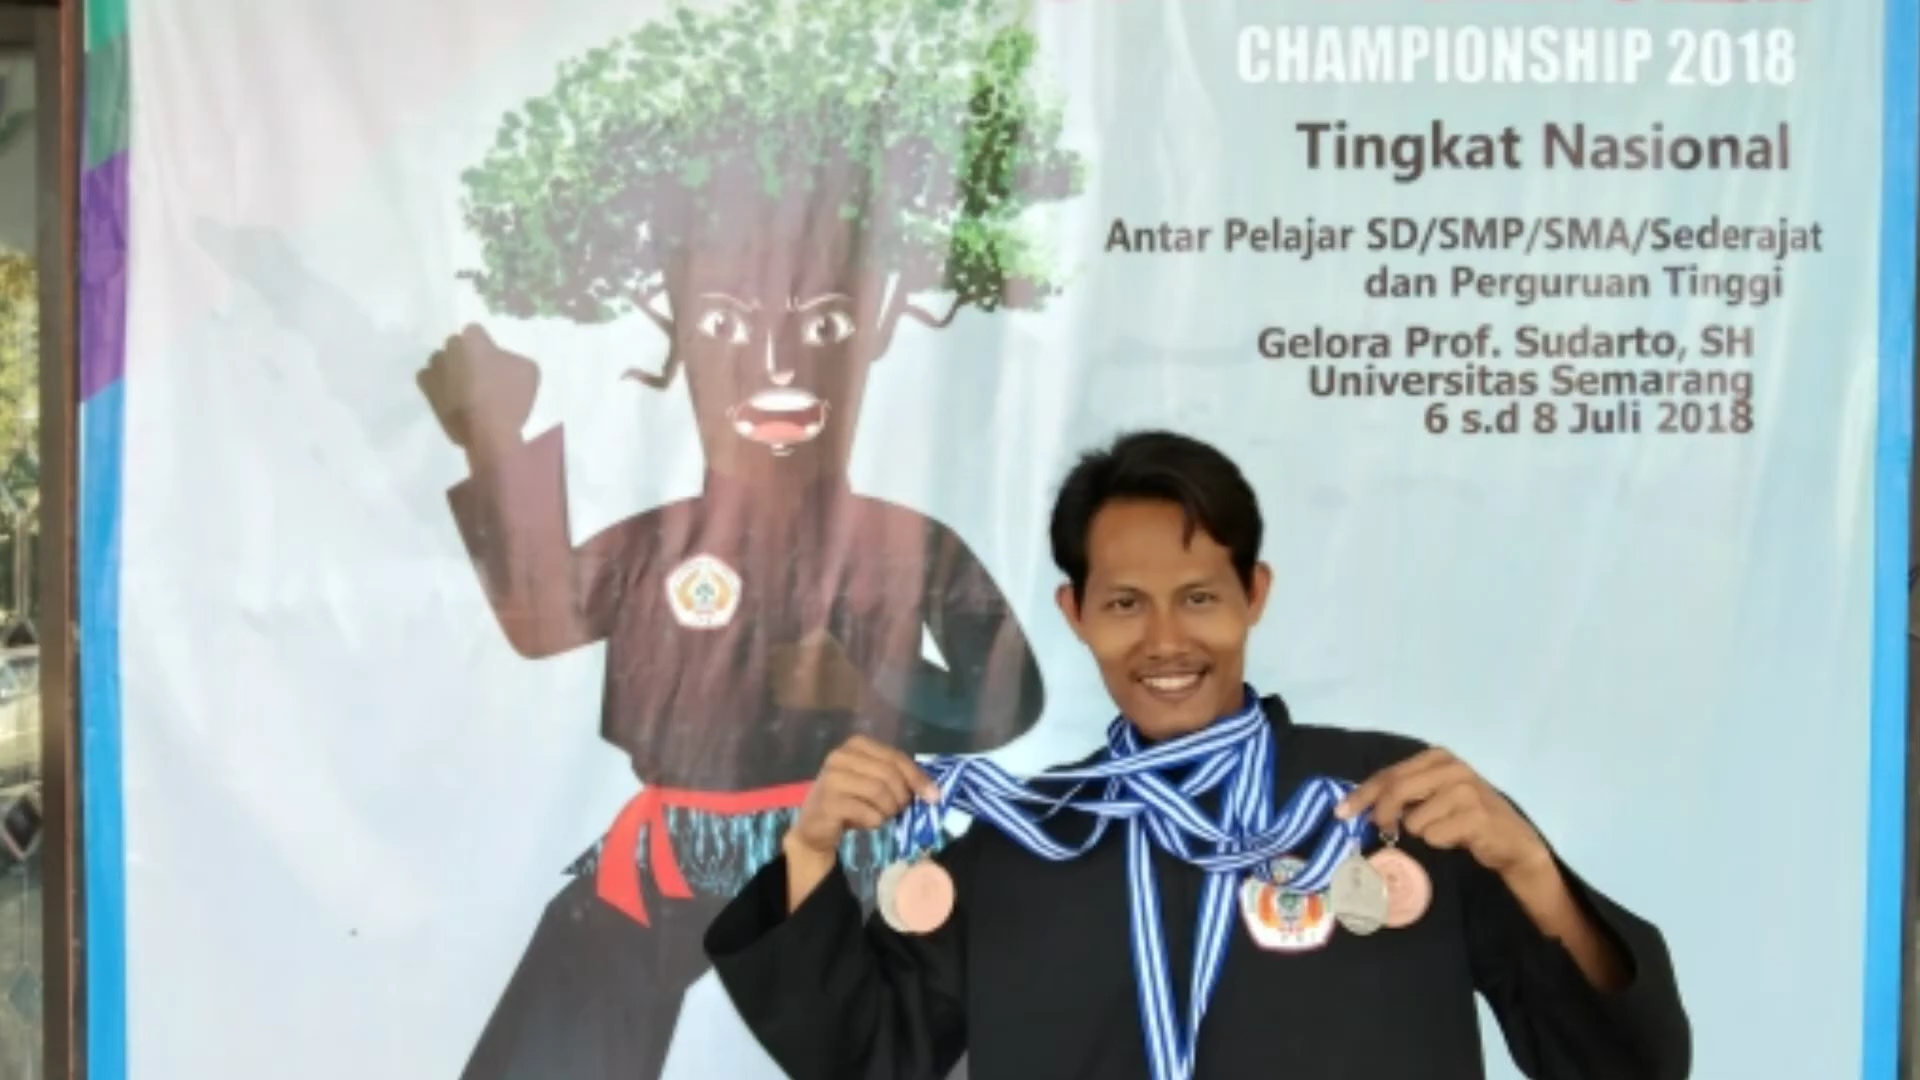 CHAMPIONSHIP 2018
Tingkat Nasional
Antar Pelajar SD/SMP/SMA/Sederajat
dan Perguruan Tinggi
Gelora Prof. Sudarto, SH
Universitas Semarang
6 s.d 8 Juli 2018